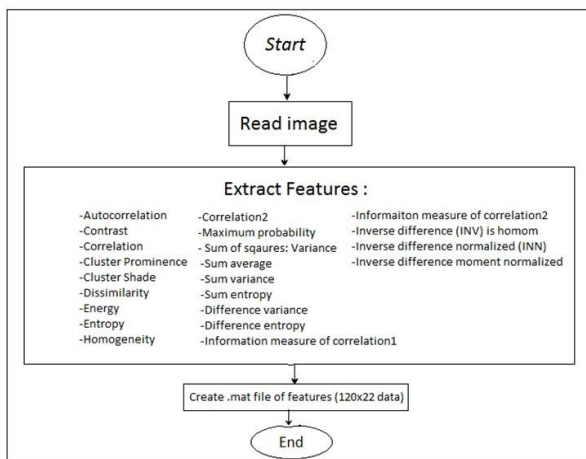 Start
Read image
Extract Features :
-Autocorrelation
-Contrast
-Correlation
-Cluster Prominence
-Cluster Shade
-Dissimilarity
-Energy
-Entropy
-Homogeneity
-Correlation2
-Maximum probability
- Sum of sqaures: Variance
-Sum average
-Sum variance
-Sum entropy
-Difference variance
-Difference entropy
-Information measure of correlation1
-Informaiton measure of correlation2
-Inverse difference (INV) is homom
-Inverse difference normalized (INN)
-Inverse difference moment normalized
Create .mat file of features (120x22 data)
End